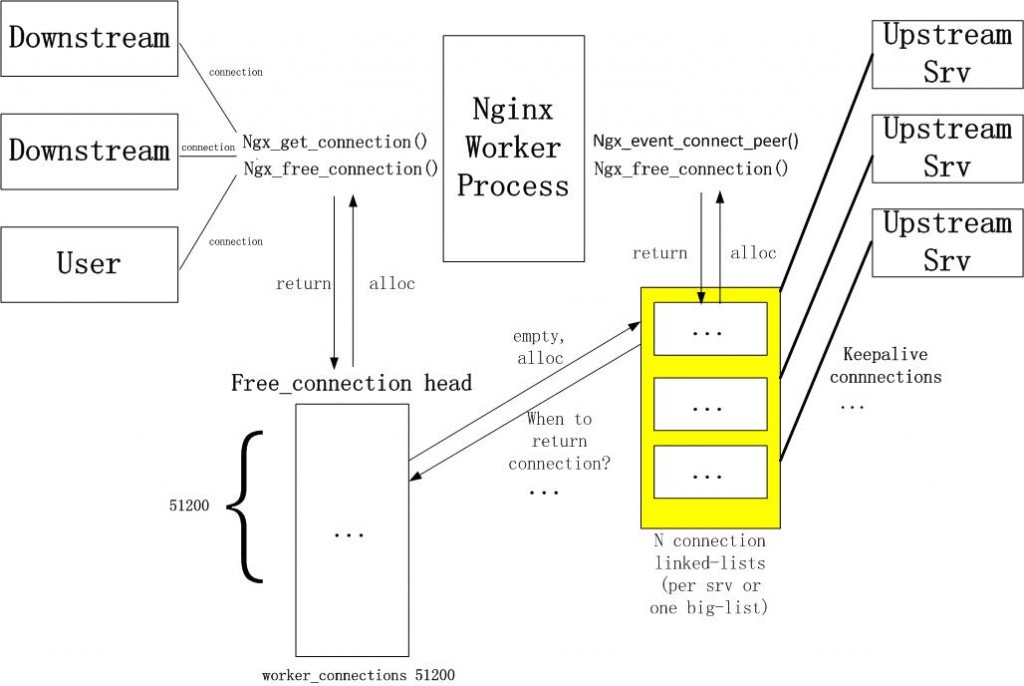 Downstream
connection
Downstream
connection
User
connection
Ngx_get_connection()
Ngx_free_connection()
Nginx
Worker
Process
Ngx_event_connect_peer()
Ngx_free_connection()
Upstream
Srv
Upstream
Srv
Upstream
Srv
return
alloc
return
alloc
empty,
alloc
When to
return
connection?
...
Free_connection head
51200
...
worker_connections 51200
...
...
...
N connection
linked-lists
(per srv or
one big-list)
Keepalive
connnections
...